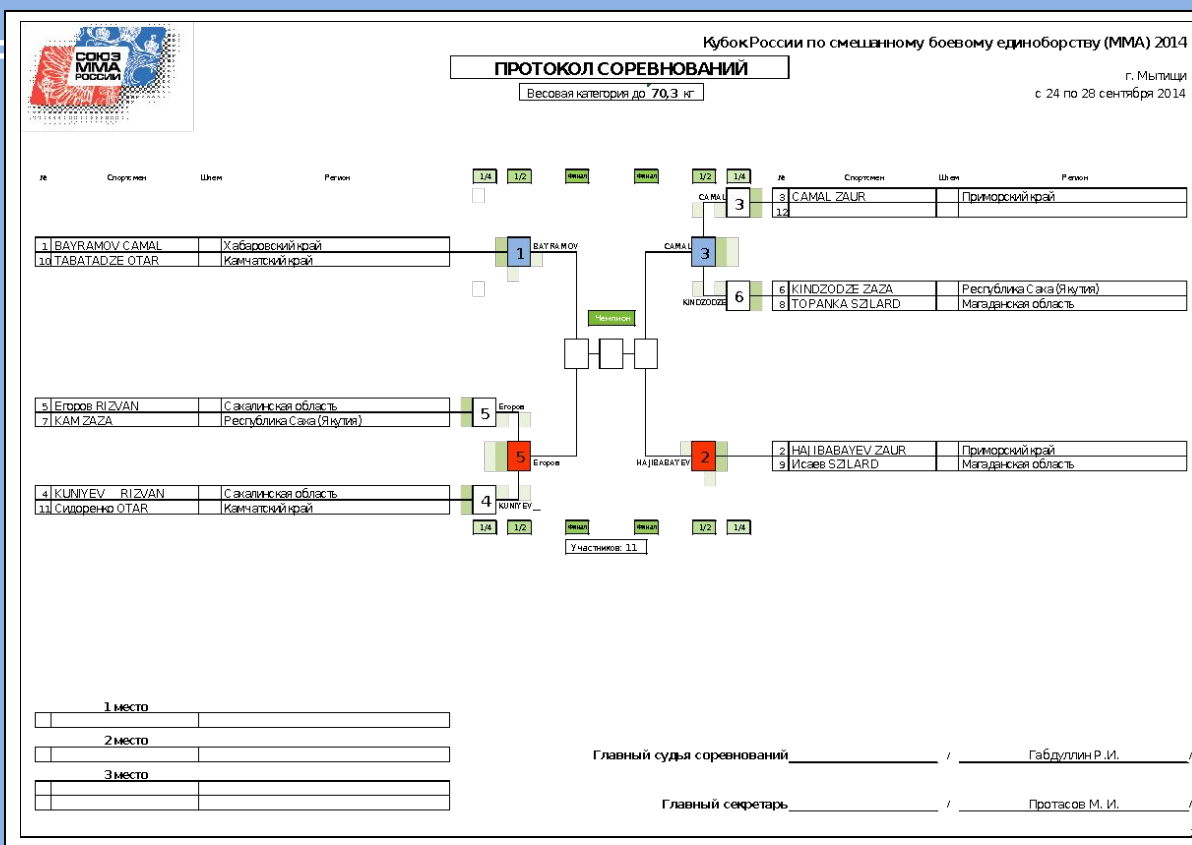 СОЮЗ
ММА
РОССИИ
Кубок России по смешанному боевому единоборству (ММА) 2014
ПРОТОКОЛ СОРЕВНОВАНИЙ
г. Мытищи
Весовая категория до 70,3 кг
с 24 по 28 сентября 2014
№ Спортсмен Шлем Регион 1/4 1/2 Финал Финал 1/2 1/4 № Спортсмен Шлем Регион
CAMAL 3 3 CAMAL ZAUR Приморский край
12
1 BAYRAMOV CAMAL Хабаровский край 1 BAYRAMOV CAMAL 3
10 TABATADZE OTAR Камчатский край
6 6 KINDZODZE ZAZA Республика Саха (Якутия)
KINDZODZE 8 TOPANKA SZILARD Магаданская область
Чемпион
5 Егоров RIZVAN Сахалинская область 5 Егоров
7 KAM ZAZA Республика Саха (Якутия)
5 Егоров HAJIBABAYEV 2 2 HAJIBABAYEV ZAUR Приморский край
9 Исаев SZILARD Магаданская область
4 KUNIYEV RIZVAN Сахалинская область 4 KUNIYEV__
11 Сидоренко OTAR Камчатский край
1/4 1/2 Финал Финал 1/2 1/4
Участников: 11
1 место
2 место
3 место
Главный судья соревнований / Габдуллин Р.И. /
Главный секретарь / Протасов М. И. /